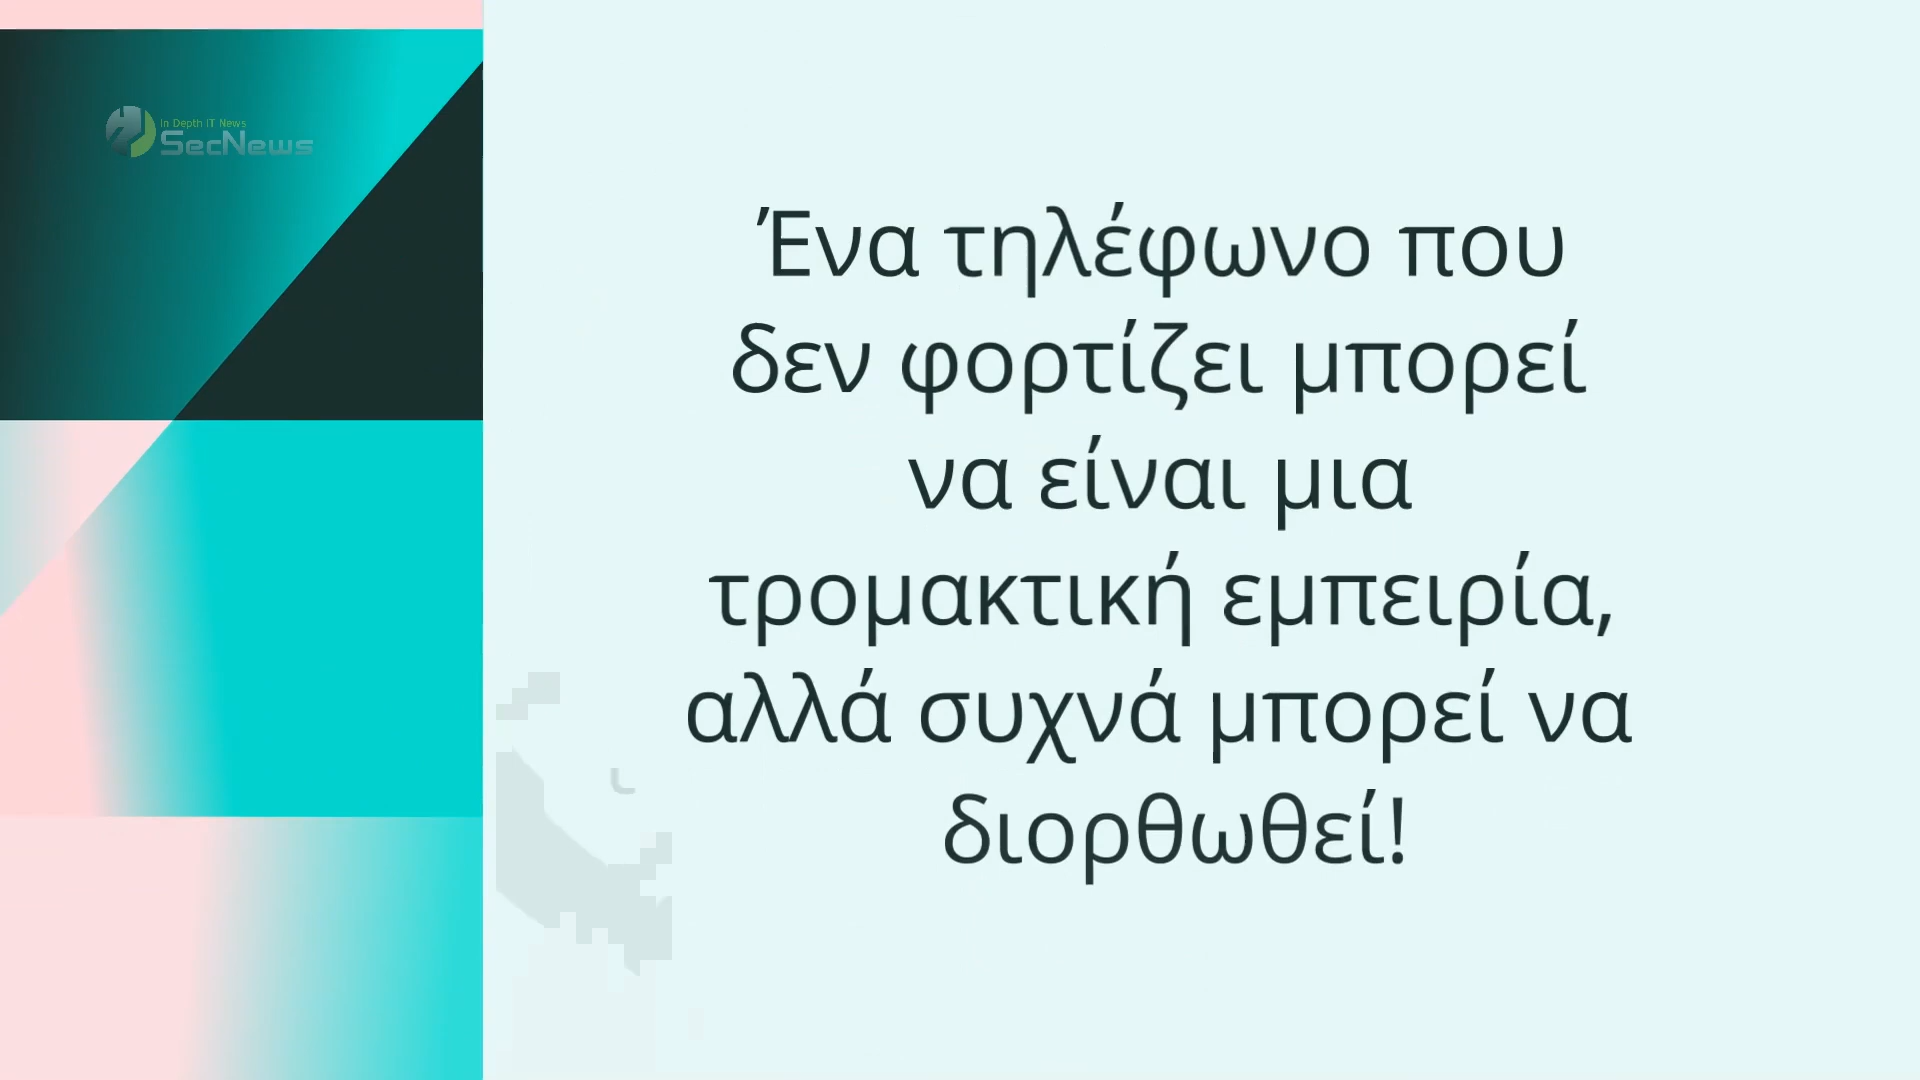 In Depth IT News
SecNews
Ένα τηλέφωνο που
δεν φορτίζει μπορεί
να είναι μια
τρομακτική εμπειρία,
αλλά συχνά μπορεί να
διορθωθεί!